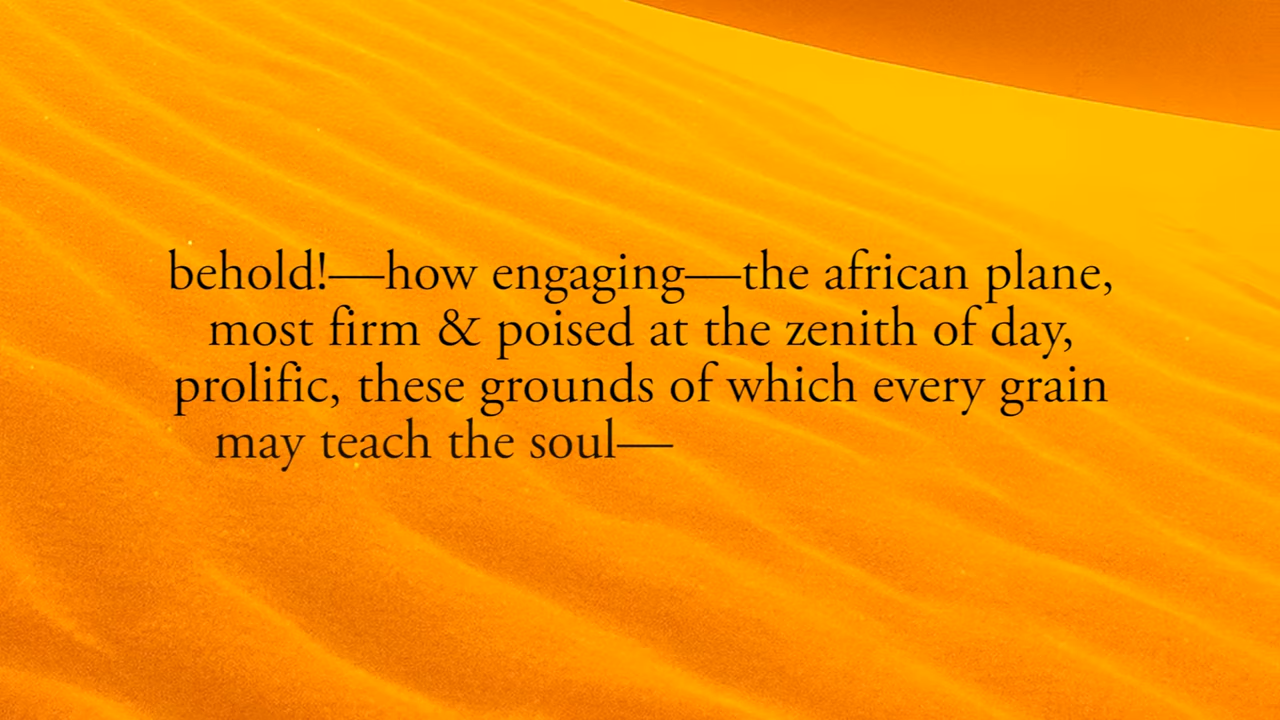 behold!—how engaging—the african plane,
most firm & poised at the zenith of day,
prolific, these grounds of which every grain
may teach the soul—